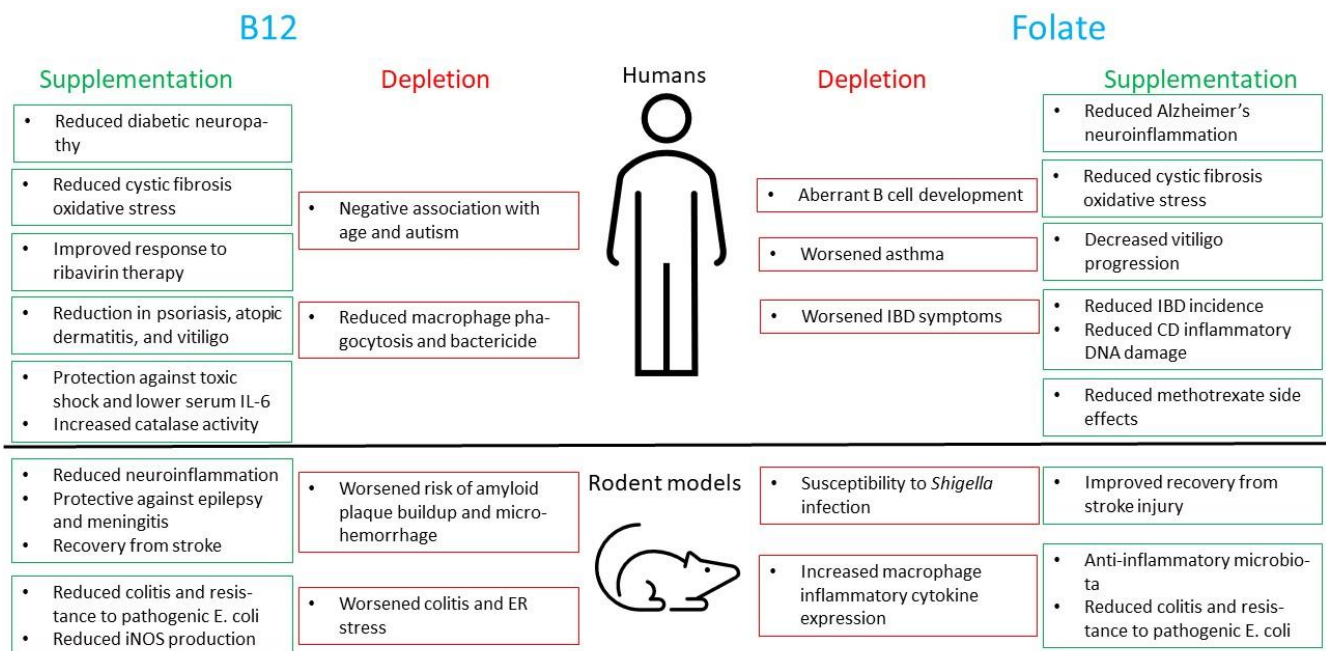 B12
Folate
Supplementation
Depletion
Humans
Depletion
Supplementation
• Reduced diabetic neuropa-
thy
• Reduced cystic fibrosis
oxidative stress
• Improved response to
ribavirin therapy
• Reduction in psoriasis, atopic
dermatitis, and vitiligo
• Protection against toxic
shock and lower serum IL-6
• Increased catalase activity
• Negative association with
age and autism
• Reduced macrophage pha-
gocytosis and bactericide
• Aberrant B cell development
• Worsened asthma
• Worsened IBD symptoms
• Reduced Alzheimer's
neuroinflammation
• Reduced cystic fibrosis
oxidative stress
• Decreased vitiligo
progression
• Reduced IBD incidence
• Reduced CD inflammatory
DNA damage
• Reduced methotrexate side
effects
• Reduced neuroinflammation
• Protective against epilepsy
and meningitis
• Recovery from stroke
• Reduced colitis and resis-
tance to pathogenic E. coli
• Reduced iNOS production
• Worsened risk of amyloid
plaque buildup and micro-
hemorrhage
• Worsened colitis and ER
stress
Rodent models
• Susceptibility to Shigella
infection
• Increased macrophage
inflammatory cytokine
expression
• Improved recovery from
stroke injury
• Anti-inflammatory microbio-
ta
• Reduced colitis and resis-
tance to pathogenic E. coli